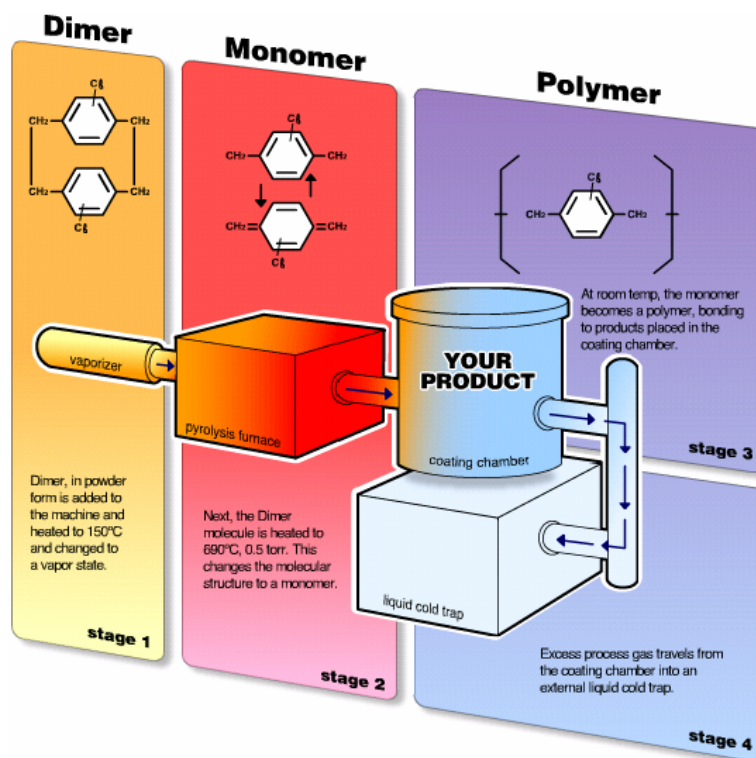 Dimer
Cl
CH2
CH2
CH2
CH2
Cl
vaporizer
Dimer, in powder
form is added to
the machine and
heated to 150°C
and changed to
a vapor state.
stage 1
Monomer
Cl
CH2
CH2
CH2
CH2
Cl
pyrolysis furnace
Next, the Dimer
molecule is heated to
690°C, 0.5 torr. This
changes the molecular
structure to a monomer.
stage 2
Polymer
Cl
CH2
CH2
At room temp, the monomer
becomes a polymer, bonding
to products placed in the
coating chamber.
YOUR
PRODUCT
coating chamber
stage 3
liquid cold trap
Excess process gas travels from
the coating chamber into an
external liquid cold trap.
stage 4